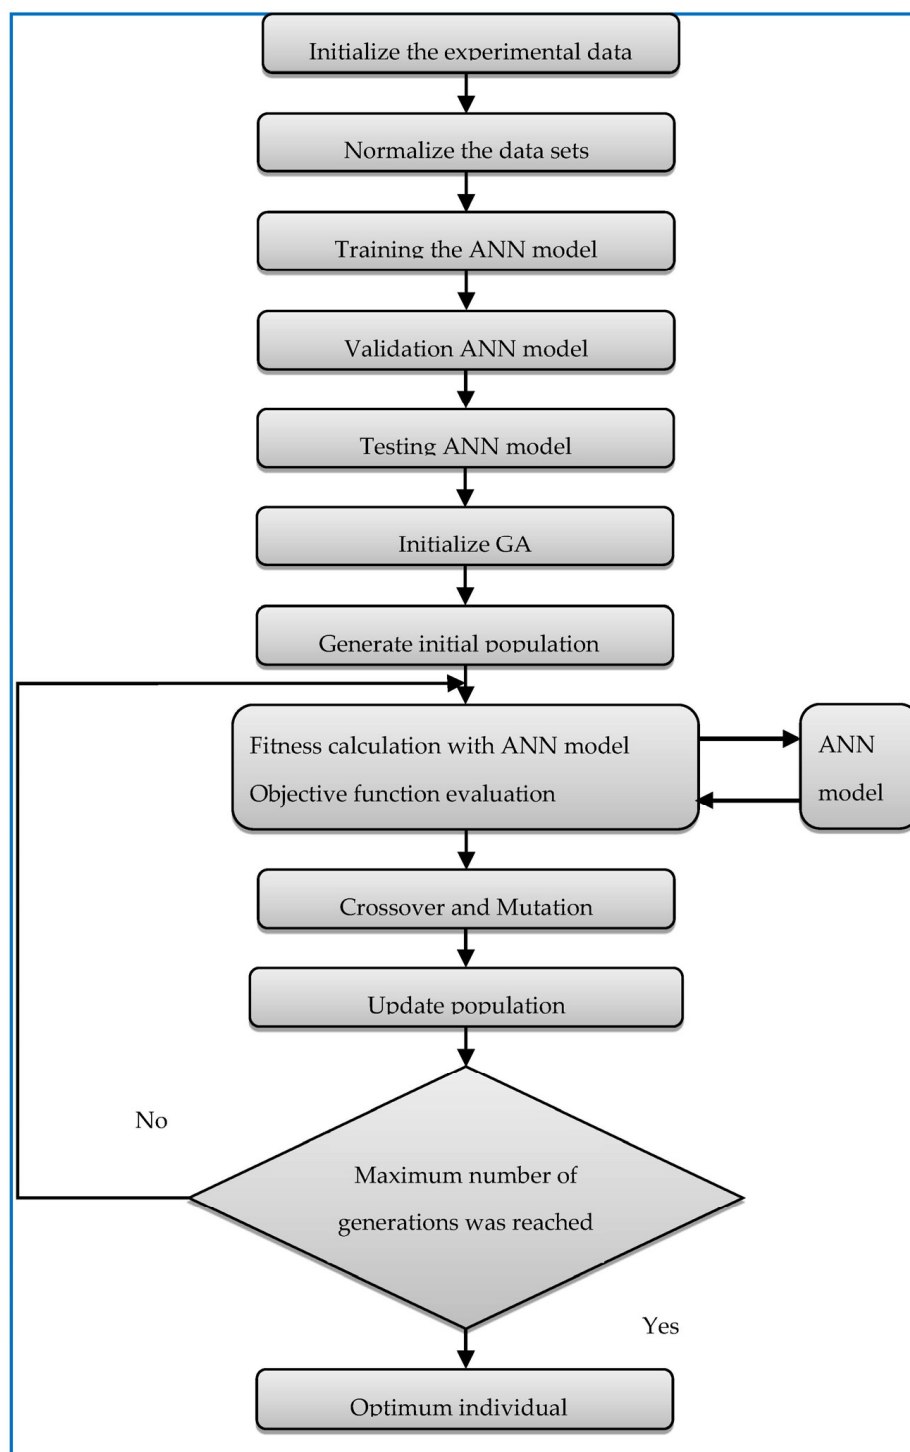 Initialize the experimental data
Normalize the data sets
Training the ANN model
Validation ANN model
Testing ANN model
Initialize GA
Generate initial population
Fitness calculation with ANN model
Objective function evaluation
ANN
model
Crossover and Mutation
Update population
No
Maximum number of
generations was reached
Yes
Optimum individual